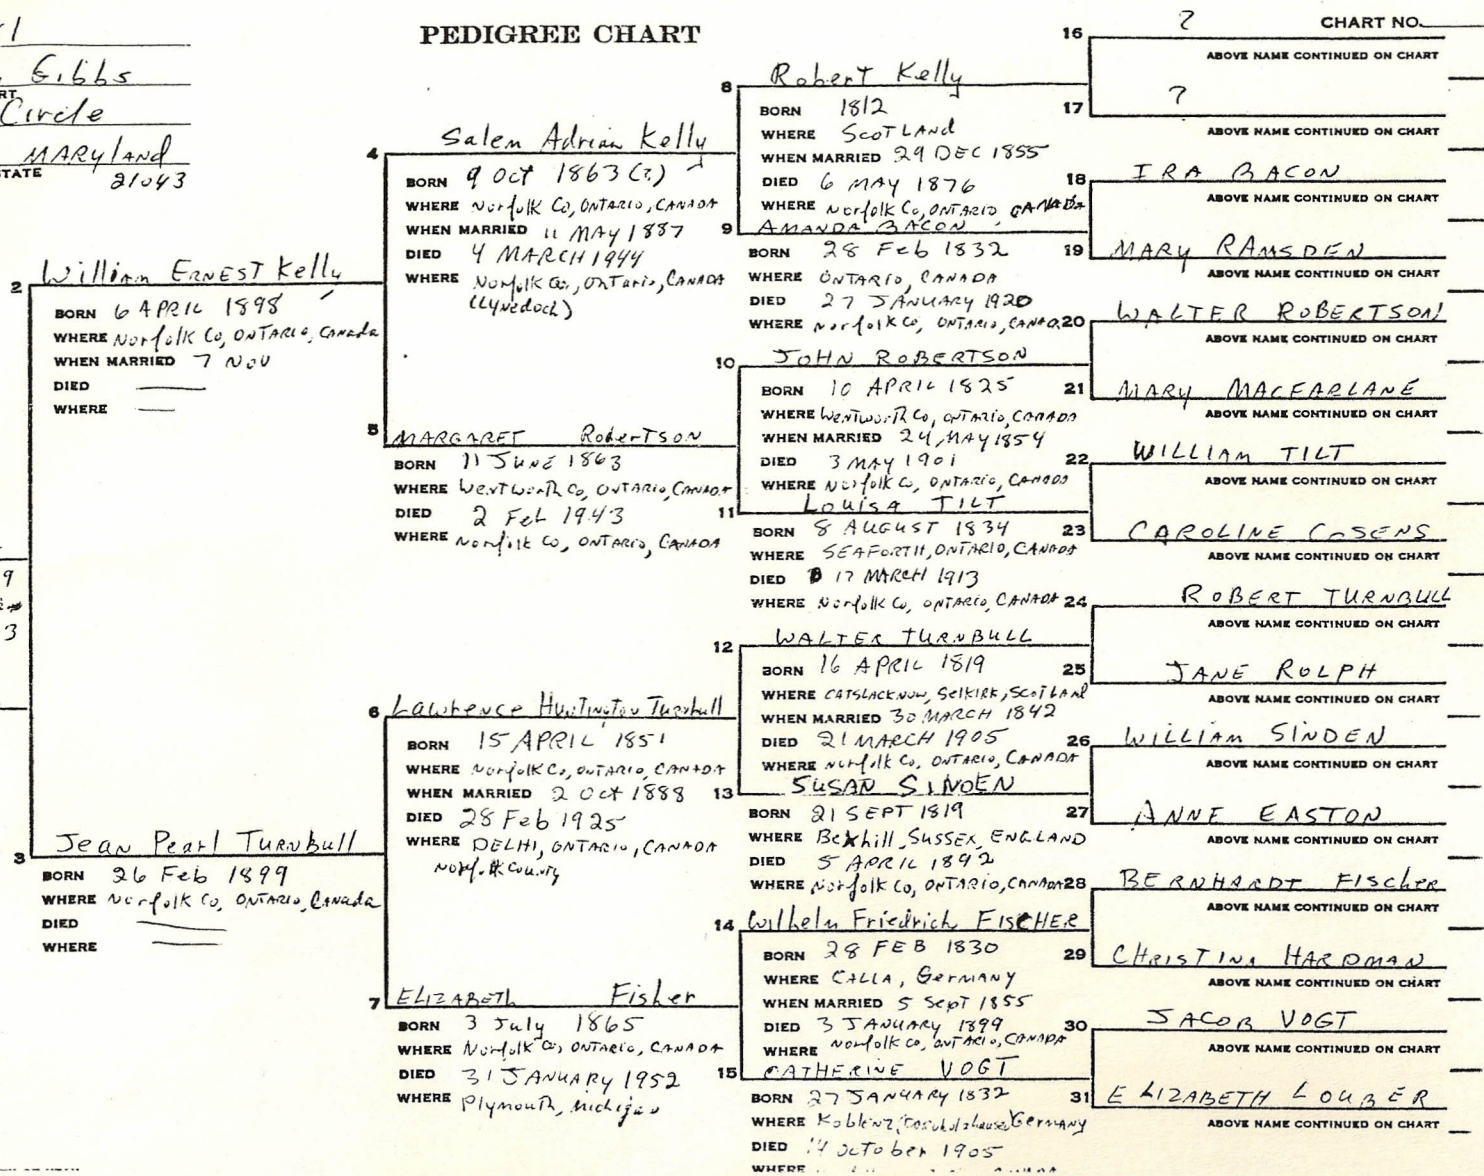 PEDIGREE CHART
CHART NO.
1
Gibbs
RT
Circle
MARYland
TATE 21043
9
3
2 William ERNEST Kelly
BORN 6 APRIL 1898
WHERE Norfolk Co, ONTARIO, Canada
WHEN MARRIED 7 Nov
DIED
WHERE
3 Jean Pearl TURNbull
BORN 26 Feb 1899
WHERE Norfolk Co, ONTARIO, Canada
DIED
WHERE
4 Salem Adrian Kelly
BORN 9 Oct 1863 (?)
WHERE Norfolk Co, ONTARIO, CANADA
WHEN MARRIED 11 MAY 1887
DIED 4 MARCH 1944
WHERE Norfolk Co, OnTario, CANADA
(Lynedoch)
5 MARGARET RobertSON
BORN 11 JUNE 1863
WHERE WentWorth Co, ONTARIO, CANADA
DIED 2 Feb 1943
WHERE Norfolk Co, ONTARIO, CANADA
6 Lawrence Huntington Turnbull
BORN 15 APRIL 1851
WHERE Norfolk Co, ONTARIO, CANADA
WHEN MARRIED 2 Oct 1888
DIED 28 Feb 1925
WHERE DELHI, ONTARIO, CANADA
Norfolk County
7 ELIZABETH Fisher
BORN 3 July 1865
WHERE Norfolk Co, ONTARIO, CANADA
DIED 31 JANUARY 1952
WHERE Plymouth, Michigan
8 Robert Kelly
BORN 1812
WHERE SCOTLAND
WHEN MARRIED 29 DEC 1855
DIED 6 MAY 1876
WHERE Norfolk Co, ONTARIO CANADA
9 AMANDA BACON
BORN 28 Feb 1832
WHERE ONTARIO, CANADA
DIED 27 JANUARY 1920
WHERE Norfolk Co, ONTARIO, CANADA
10 JOHN ROBERTSON
BORN 10 APRIL 1825
WHERE WentWorth Co, ONTARIO, CANADA
WHEN MARRIED 24, MAY 1854
DIED 3 MAY 1901
WHERE Norfolk Co, ONTARIO, CANADA
11 Louisa TILT
BORN 8 AUGUST 1834
WHERE SEAFORTH, ONTARIO, CANADA
DIED 17 MARCH 1913
WHERE Norfolk Co, ONTARIO, CANADA
12 WALTER TURNBULL
BORN 16 APRIL 1819
WHERE CATSLACKNOW, SelKIRK, SCOTLAND
WHEN MARRIED 30 MARCH 1842
DIED 21 MARCH 1905
WHERE Norfolk Co, ONTARIO, CANADA
13 SUSAN SINDEN
BORN 21 SEPT 1819
WHERE Bexhill, SUSSEX, ENGLAND
DIED 5 APRIL 1892
WHERE Norfolk Co, ONTARIO, CANADA
14 Wilhelm Friedrich FISCHER
BORN 28 FEB 1830
WHERE CALLA, Germany
WHEN MARRIED 5 Sept 1855
DIED 3 JANUARY 1899
WHERE Norfolk Co, ONTARIO, CANADA
15 CATHERINE VOGT
BORN 27 JANUARY 1832
WHERE Koblenz, Germany
DIED 14 October 1905
WHERE
16 ?
ABOVE NAME CONTINUED ON CHART
17 ?
ABOVE NAME CONTINUED ON CHART
18 IRA BACON
ABOVE NAME CONTINUED ON CHART
19 MARY RAMSDEN
ABOVE NAME CONTINUED ON CHART
20 WALTER ROBERTSON
ABOVE NAME CONTINUED ON CHART
21 MARY MACFARLANE
ABOVE NAME CONTINUED ON CHART
22 WILLIAM TILT
ABOVE NAME CONTINUED ON CHART
23 CAROLINE COSENS
ABOVE NAME CONTINUED ON CHART
24 ROBERT TURNBULL
ABOVE NAME CONTINUED ON CHART
25 JANE ROLPH
ABOVE NAME CONTINUED ON CHART
26 WILLIAM SINDEN
ABOVE NAME CONTINUED ON CHART
27 ANNE EASTON
ABOVE NAME CONTINUED ON CHART
28 BERNHARDT FIScher
ABOVE NAME CONTINUED ON CHART
29 CHRISTINA HARDMAN
ABOVE NAME CONTINUED ON CHART
30 JACOB VOGT
ABOVE NAME CONTINUED ON CHART
31 ELIZABETH LOUBER
ABOVE NAME CONTINUED ON CHART